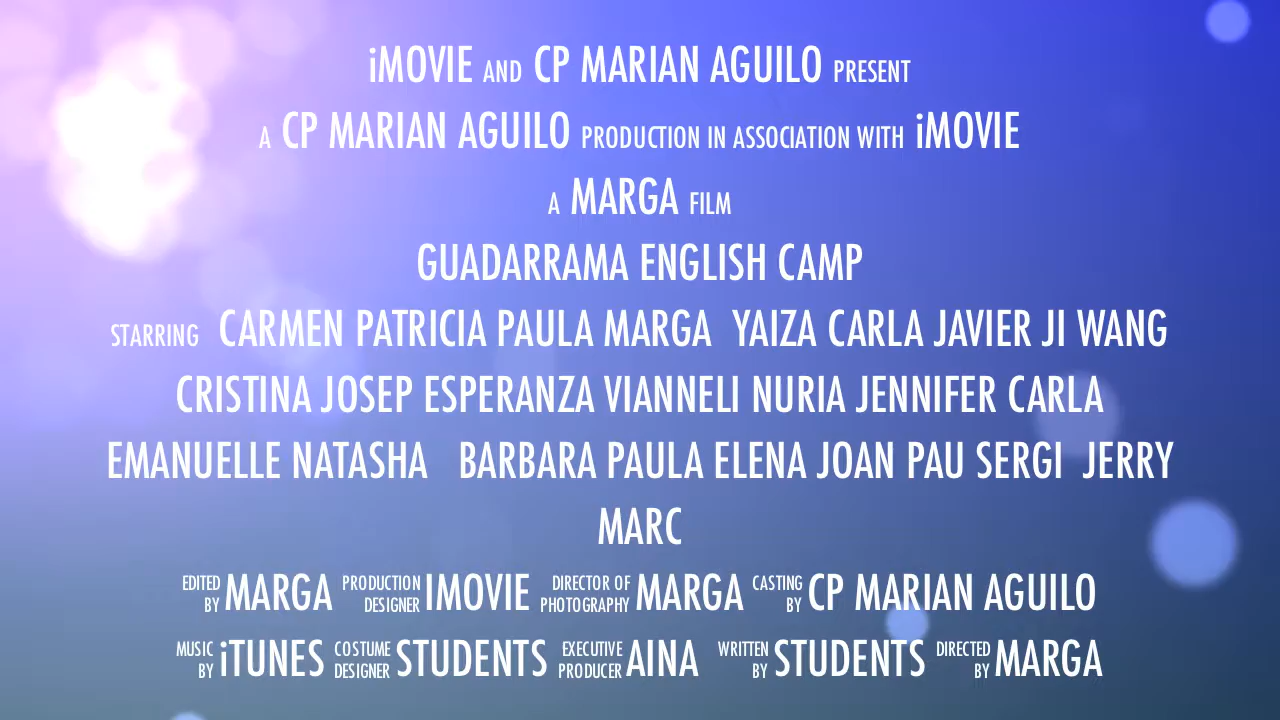 iMOVIE AND CP MARIAN AGUILO PRESENT
A CP MARIAN AGUILO PRODUCTION IN ASSOCIATION WITH iMOVIE
A MARGA FILM
GUADARRAMA ENGLISH CAMP
STARRING CARMEN PATRICIA PAULA MARGA YAIZA CARLA JAVIER JI WANG
CRISTINA JOSEP ESPERANZA VIANNELI NURIA JENNIFER CARLA
EMANUELLE NATASHA BARBARA PAULA ELENA JOAN PAU SERGI JERRY
MARC
EDITED BY MARGA PRODUCTION DESIGNER IMOVIE DIRECTOR OF PHOTOGRAPHY MARGA CASTING BY CP MARIAN AGUILO
MUSIC BY iTUNES COSTUME DESIGNER STUDENTS EXECUTIVE PRODUCER AINA WRITTEN BY STUDENTS DIRECTED BY MARGA